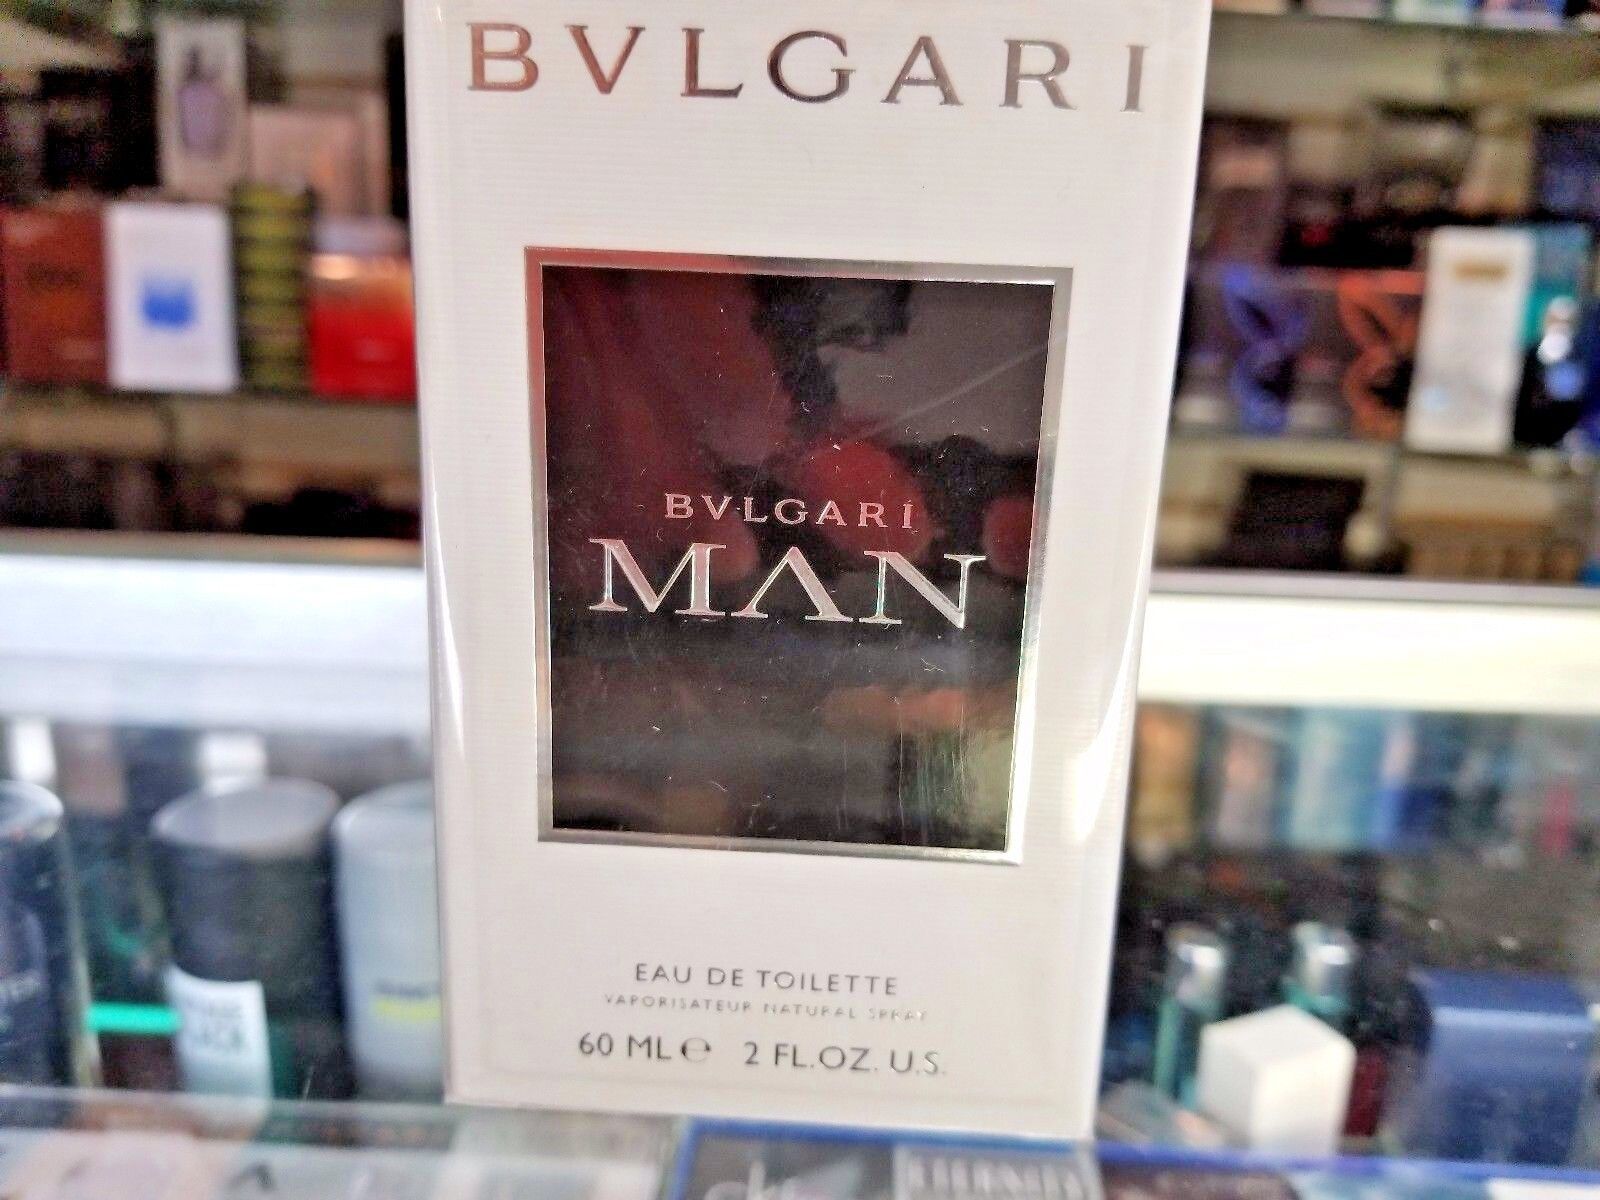 BVLGARI
BVLGARI
MAN
EAU DE TOILETTE
VAPORISATEUR NATURAL SPRAY
60 ML ℮ 2 FL.OZ. U.S.